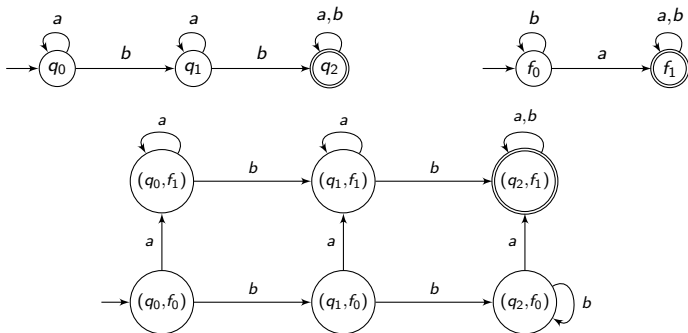 a a a,b b a,b
q0 b q1 b q2 f0 a f1
a a a,b
(q0,f1) b (q1,f1) b (q2,f1)
a a a
(q0,f0) b (q1,f0) b (q2,f0) b